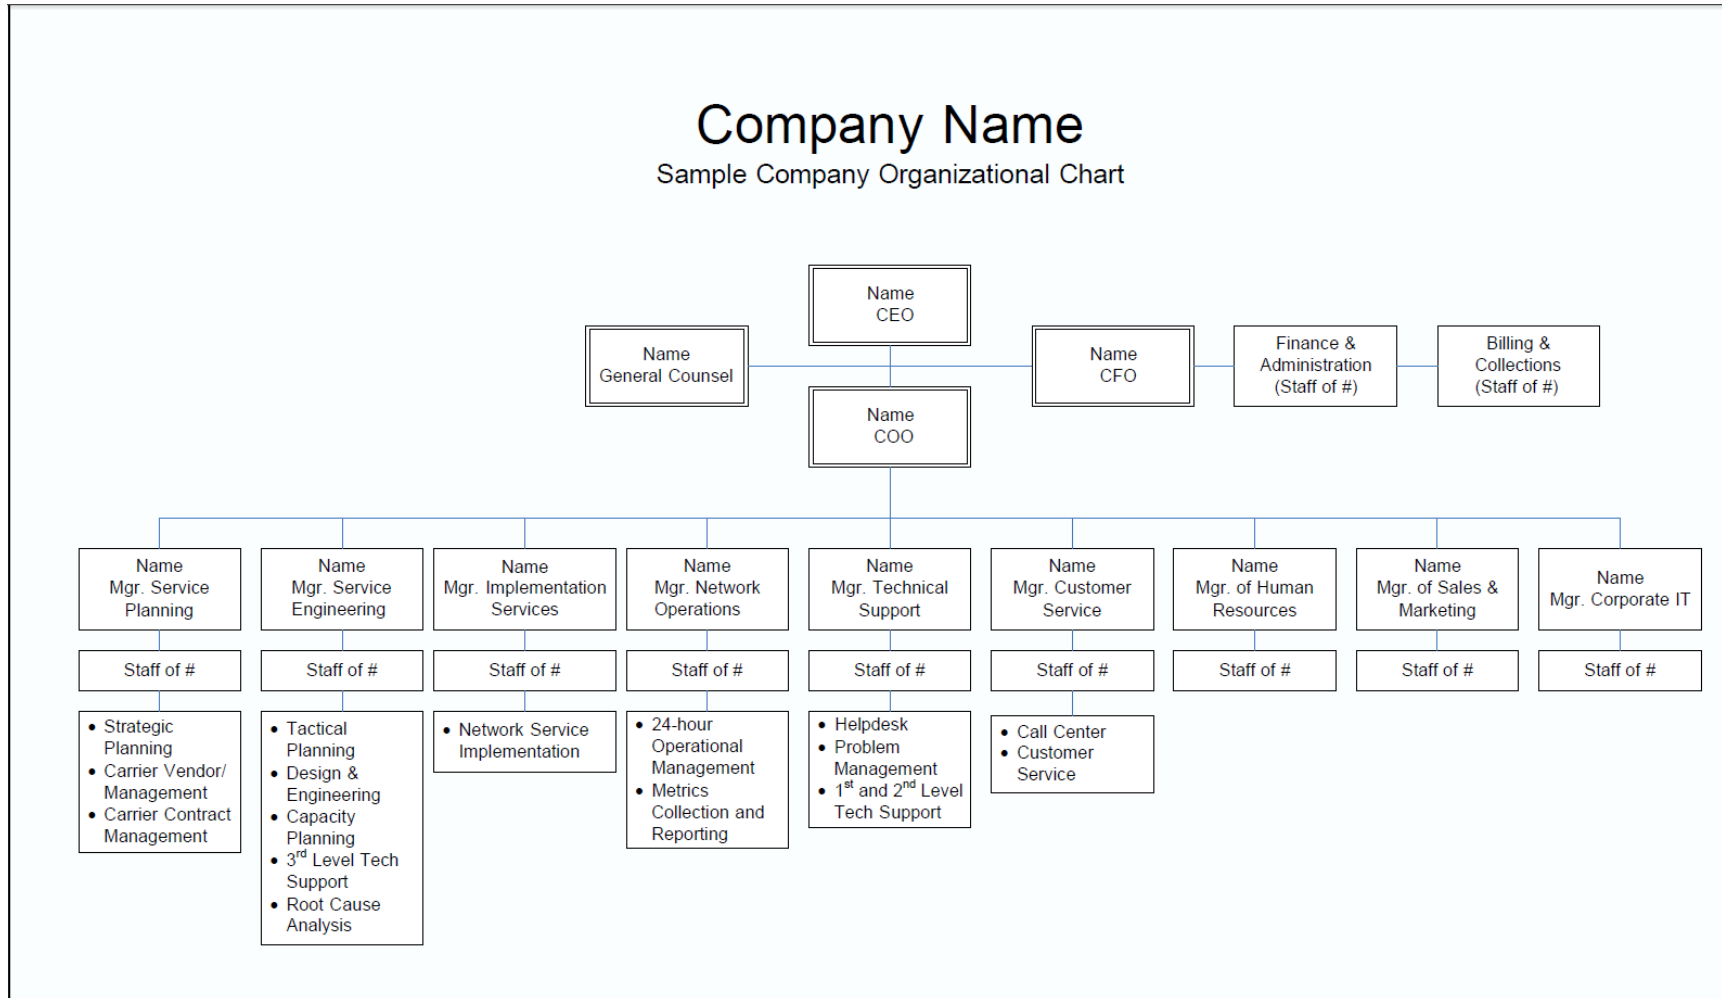 Company Name
Sample Company Organizational Chart
Name
CEO
Name
General Counsel
Name
CFO
Finance &
Administration
(Staff of #)
Billing &
Collections
(Staff of #)
Name
COO
Name
Mgr. Service
Planning
Name
Mgr. Service
Engineering
Name
Mgr. Implementation
Services
Name
Mgr. Network
Operations
Name
Mgr. Technical
Support
Name
Mgr. Customer
Service
Name
Mgr. of Human
Resources
Name
Mgr. of Sales &
Marketing
Name
Mgr. Corporate IT
Staff of #
Staff of #
Staff of #
Staff of #
Staff of #
Staff of #
Staff of #
Staff of #
Staff of #
• Strategic
Planning
• Carrier Vendor/
Management
• Carrier Contract
Management
• Tactical
Planning
• Design &
Engineering
• Capacity
Planning
• 3rd Level Tech
Support
• Root Cause
Analysis
• Network Service
Implementation
• 24-hour
Operational
Management
• Metrics
Collection and
Reporting
• Helpdesk
• Problem
Management
• 1st and 2nd Level
Tech Support
• Call Center
• Customer
Service